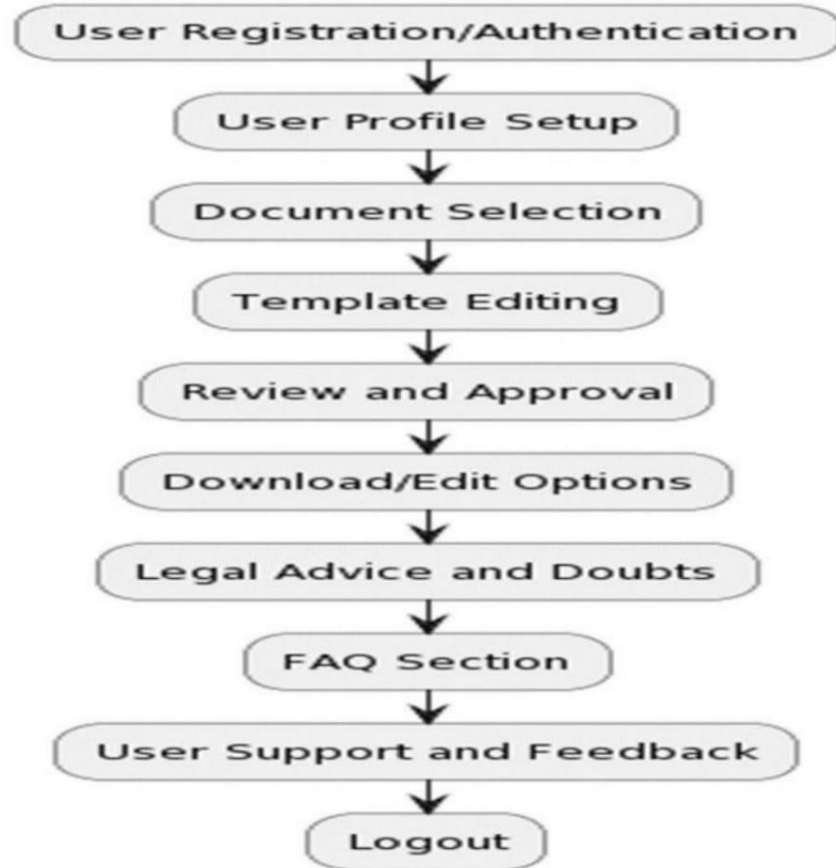 User Registration/Authentication
User Profile Setup
Document Selection
Template Editing
Review and Approval
Download/Edit Options
Legal Advice and Doubts
FAQ Section
User Support and Feedback
Logout